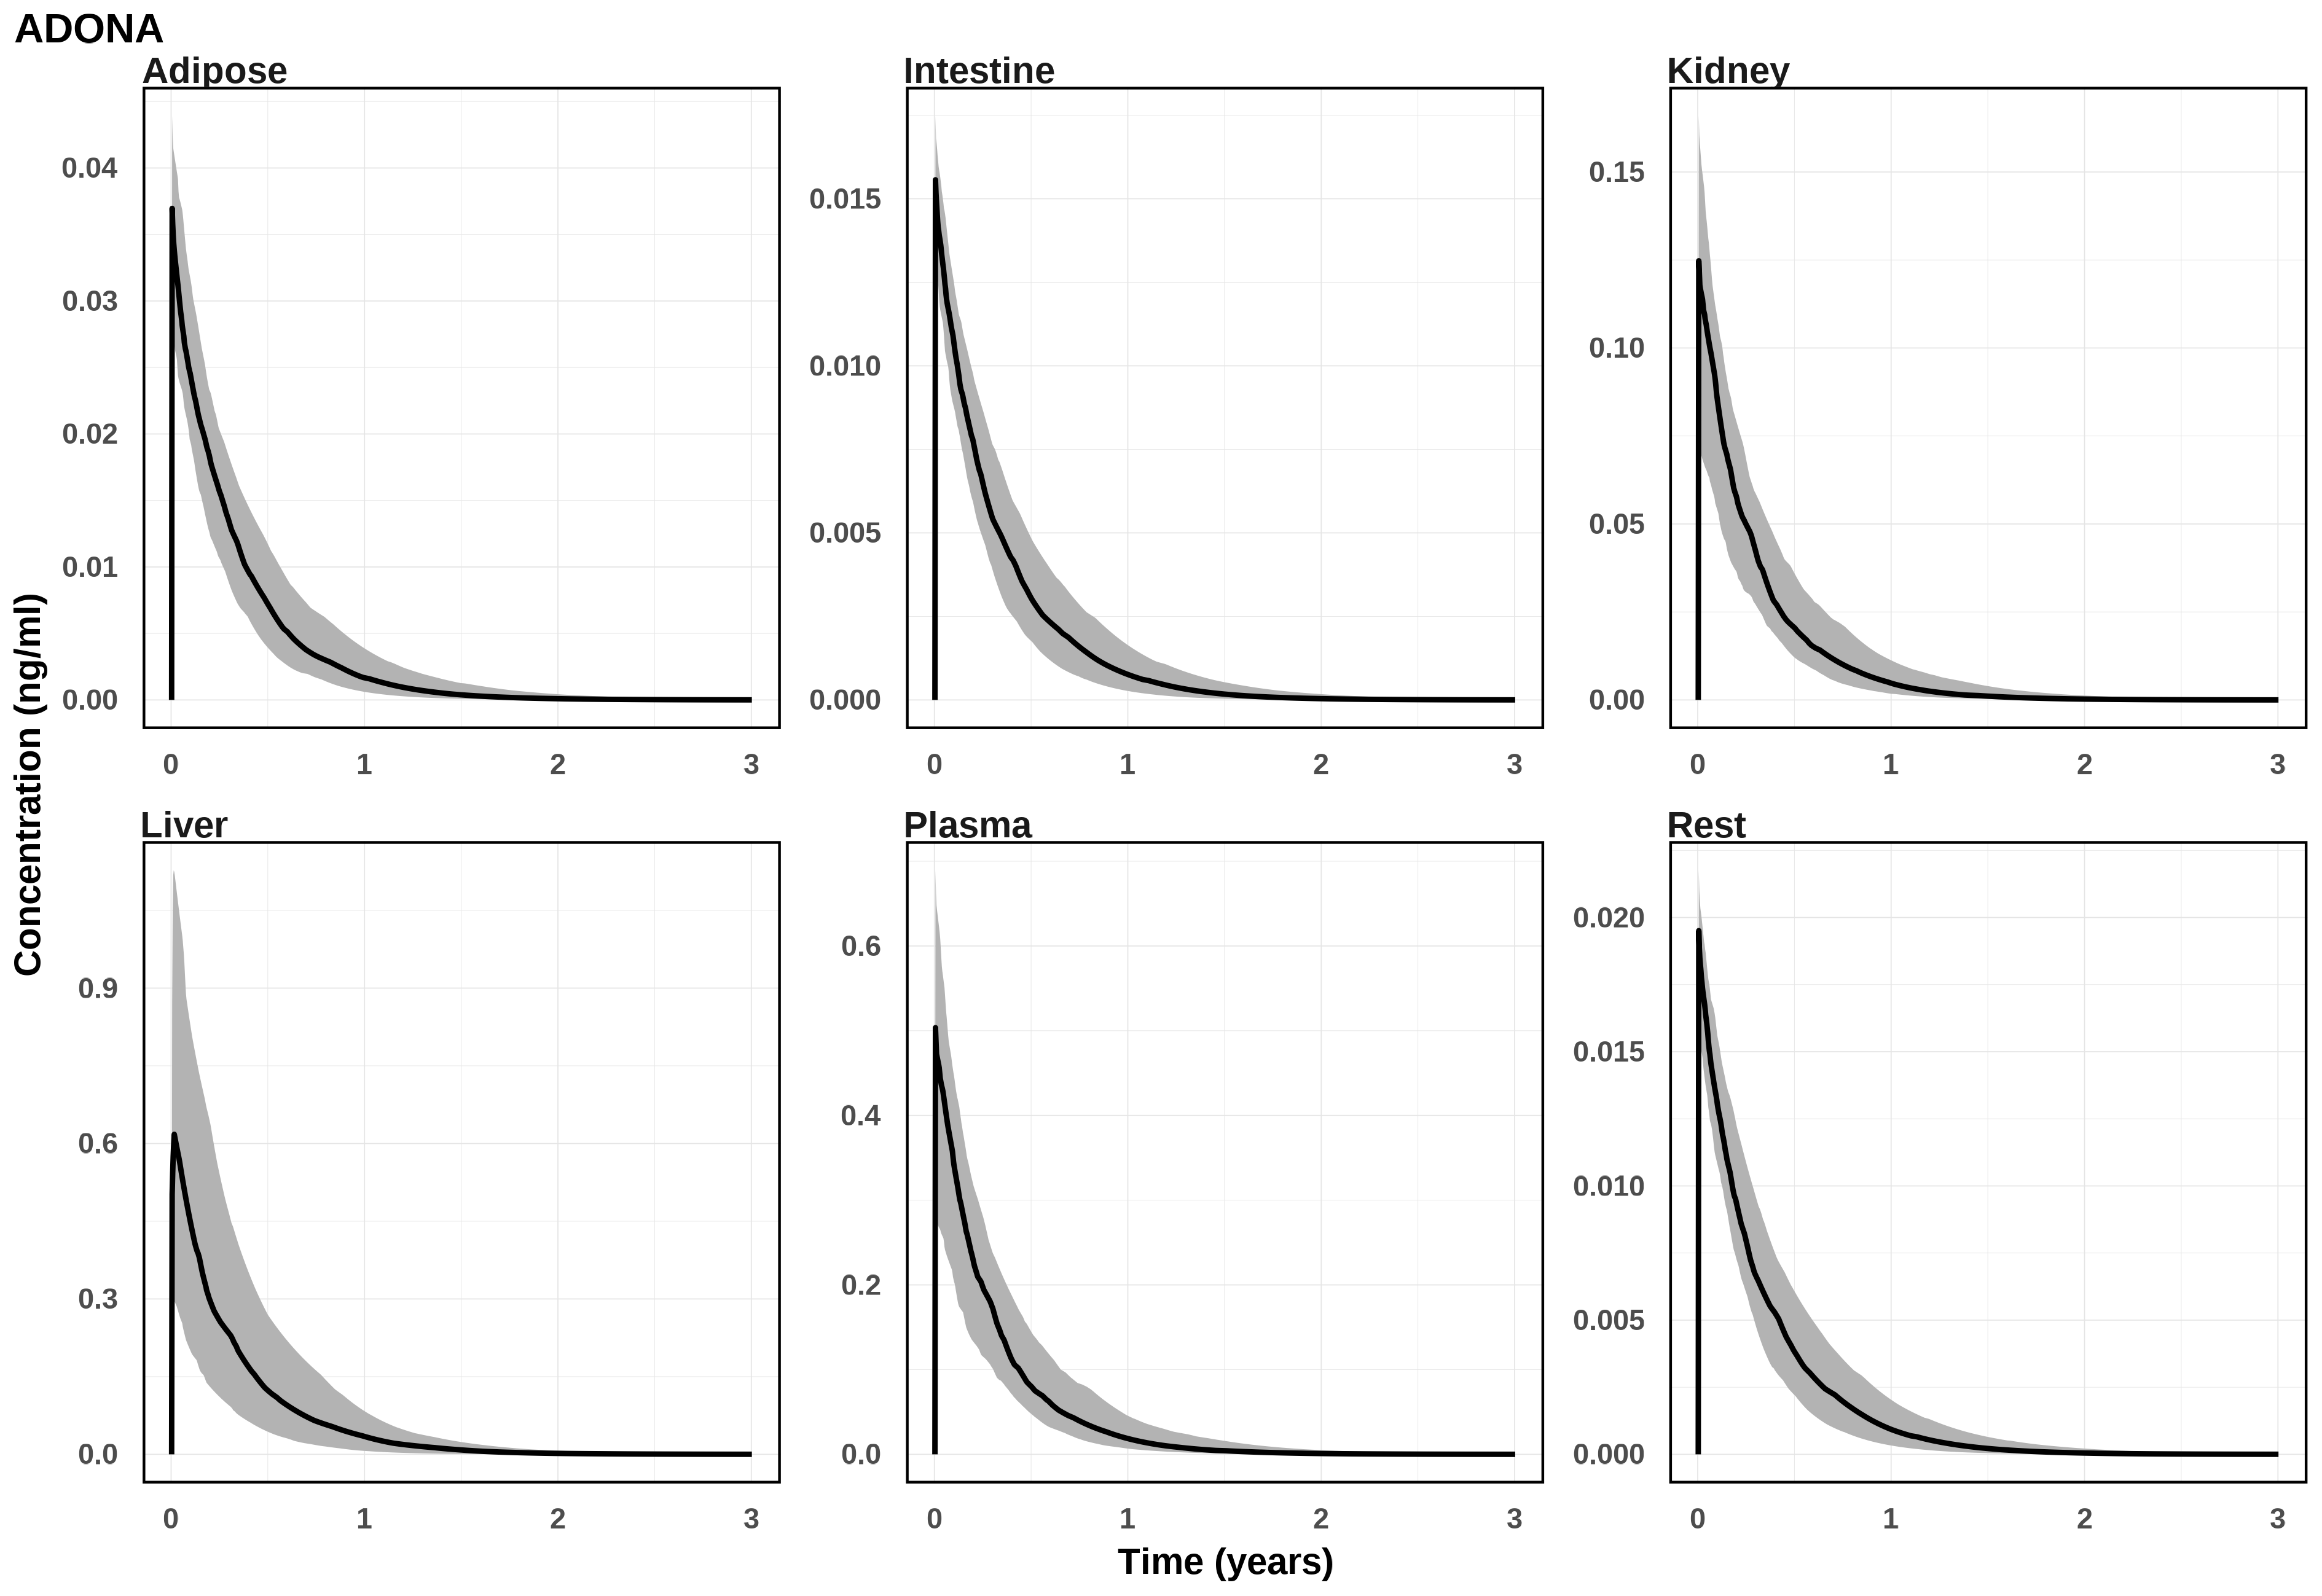 ADONA
Adipose
Intestine
Kidney
0.04
0.03
0.02
0.01
0.00
0.015
0.010
0.005
0.000
0.15
0.10
0.05
0.00
0 1 2 3
0 1 2 3
0 1 2 3
Concentration (ng/ml)
Liver
Plasma
Rest
0.9
0.6
0.3
0.0
0.6
0.4
0.2
0.0
0.020
0.015
0.010
0.005
0.000
0 1 2 3
0 1 2 3
0 1 2 3
Time (years)